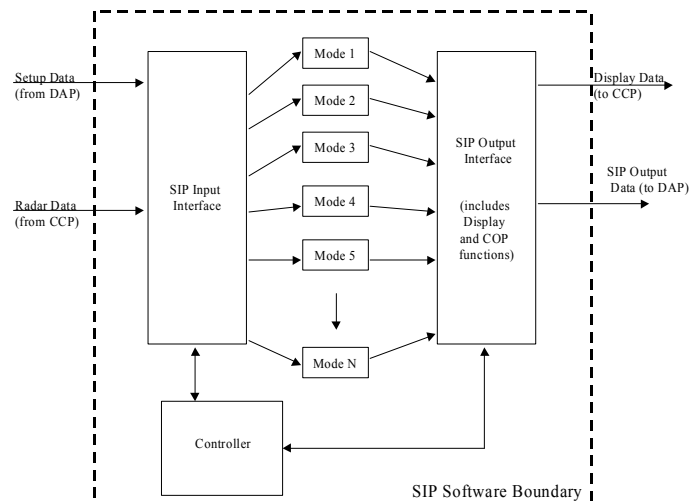 Setup Data
(from DAP)
Radar Data
(from CCP)
SIP Input
Interface
Mode 1
Mode 2
Mode 3
Mode 4
Mode 5
Mode N
SIP Output
Interface
(includes
Display
and COP
functions)
Display Data
(to CCP)
SIP Output
Data (to DAP)
Controller
SIP Software Boundary